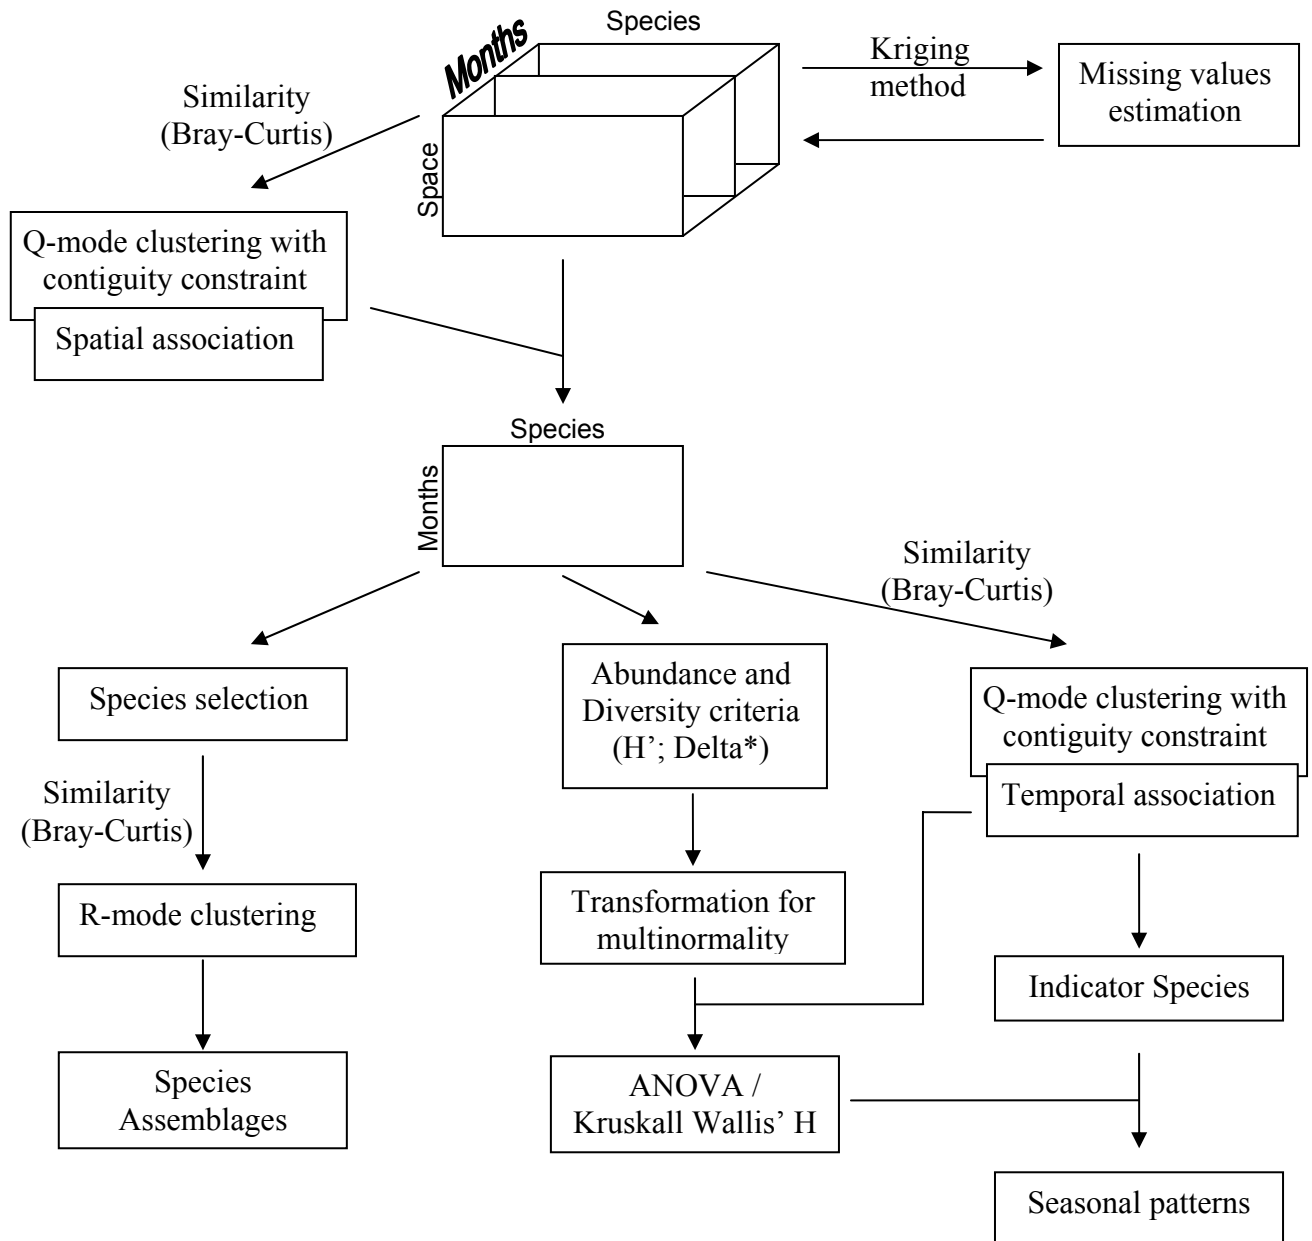 Species
Months
Space
Kriging
method
Missing values
estimation
Similarity
(Bray-Curtis)
Q-mode clustering with
contiguity constraint
Spatial association
Species
Months
Similarity
(Bray-Curtis)
Species selection
Abundance and
Diversity criteria
(H’; Delta*)
Q-mode clustering with
contiguity constraint
Temporal association
Similarity
(Bray-Curtis)
R-mode clustering
Transformation for
multinormality
Indicator Species
Species
Assemblages
ANOVA /
Kruskall Wallis’ H
Seasonal patterns